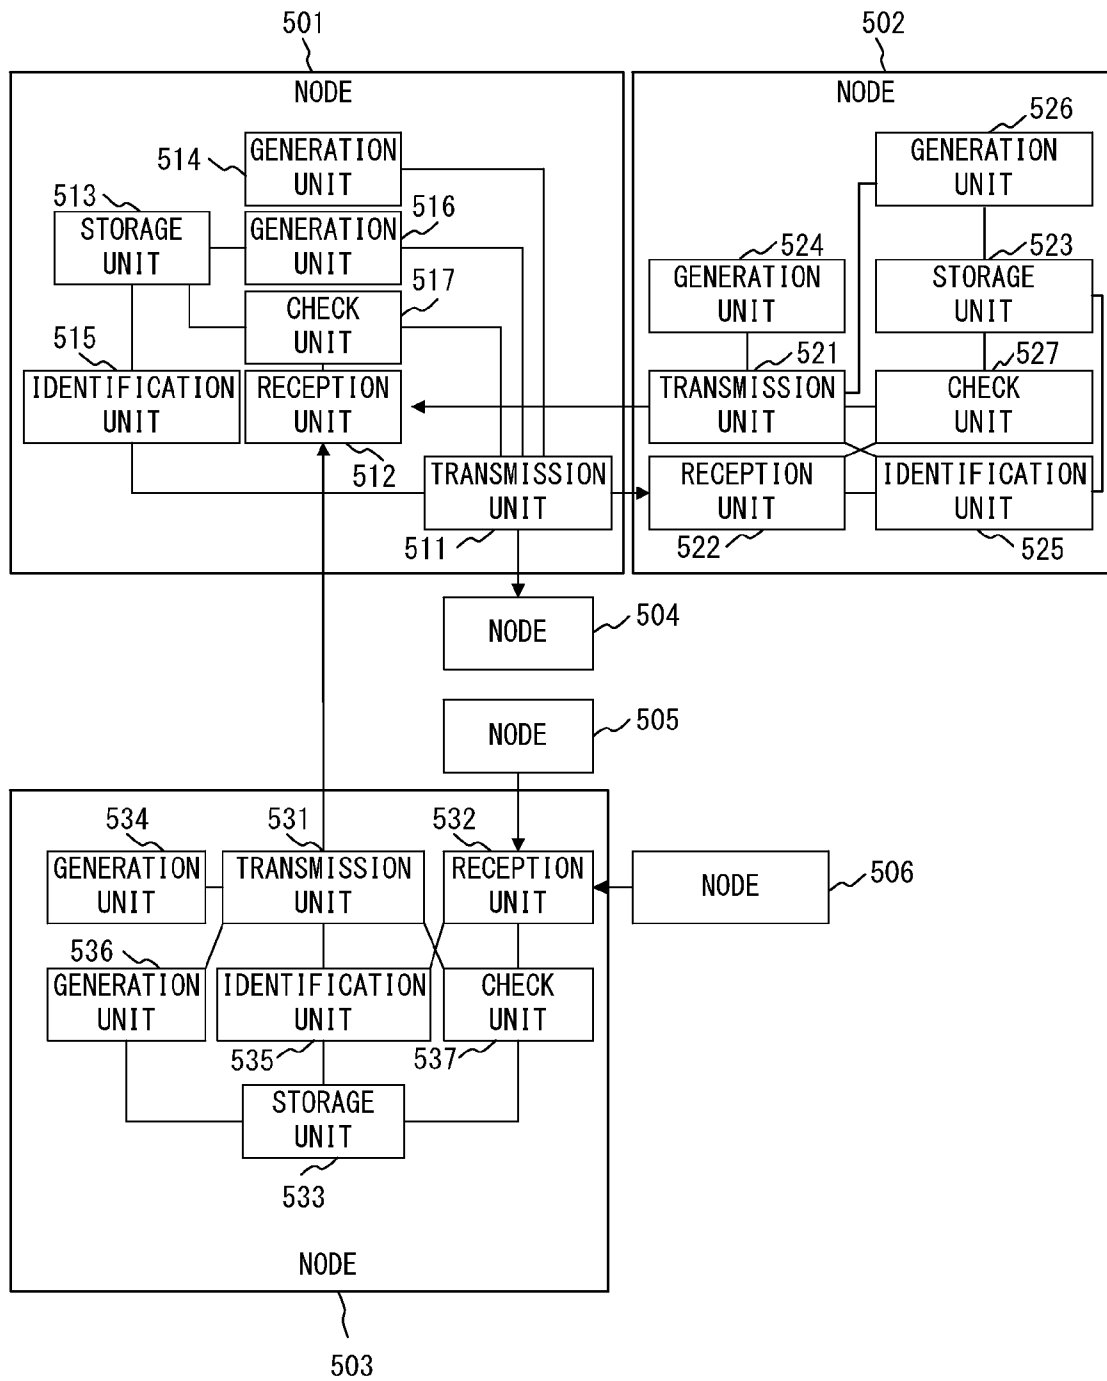 501
502
NODE
NODE
526
GENERATION
UNIT
514
GENERATION
UNIT
513
STORAGE
UNIT
516
GENERATION
UNIT
524
GENERATION
UNIT
523
STORAGE
UNIT
517
CHECK
UNIT
515
IDENTIFICATION
UNIT
RECEPTION
UNIT
512
521
TRANSMISSION
UNIT
527
CHECK
UNIT
TRANSMISSION
UNIT
511
RECEPTION
UNIT
522
IDENTIFICATION
UNIT
525
NODE
504
NODE
505
534
GENERATION
UNIT
531
TRANSMISSION
UNIT
532
RECEPTION
UNIT
NODE
506
536
GENERATION
UNIT
IDENTIFICATION
UNIT
535
CHECK
UNIT
537
STORAGE
UNIT
533
NODE
503